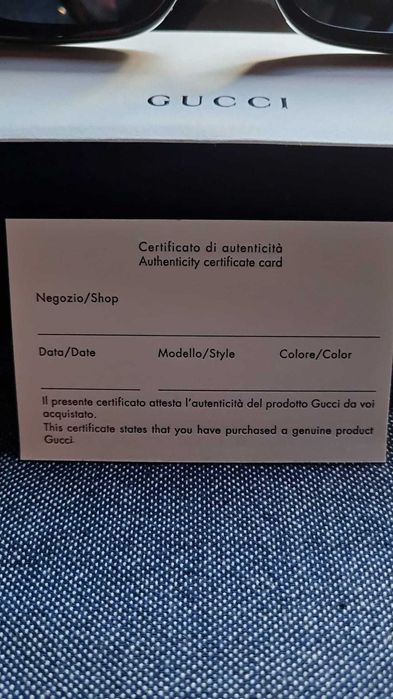 GUCCI
Certificato di autenticità
Authenticity certificate card
Negozio/Shop
Data/Date Modello/Style Colore/Color
Il presente certificato attesta l'autenticità del prodotto Gucci da voi
acquistato.
This certificate states that you have purchased a genuine product
Gucci.